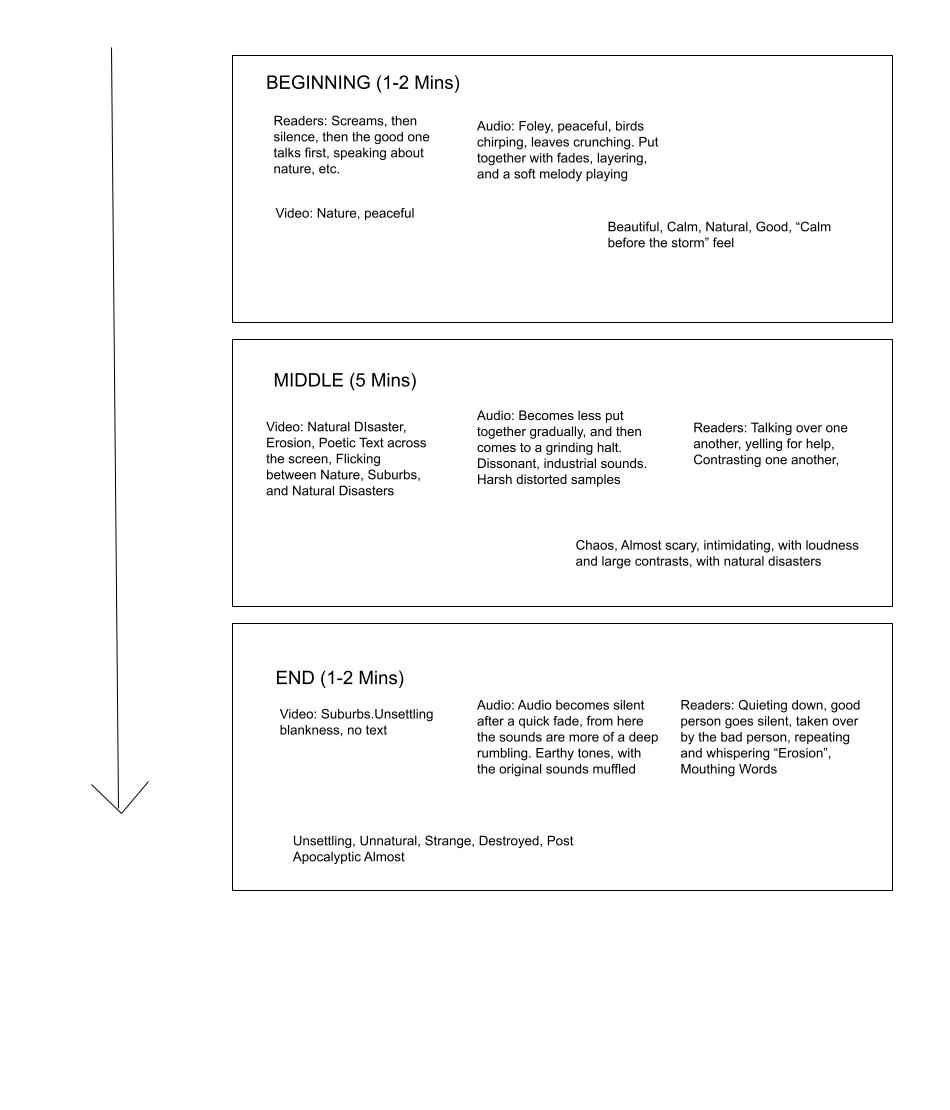 BEGINNING (1-2 Mins)
Readers: Screams, then
silence, then the good one
talks first, speaking about
nature, etc.
Audio: Foley, peaceful, birds
chirping, leaves crunching. Put
together with fades, layering,
and a soft melody playing
Video: Nature, peaceful
Beautiful, Calm, Natural, Good, “Calm
before the storm” feel
MIDDLE (5 Mins)
Video: Natural DIsaster,
Erosion, Poetic Text across
the screen, Flicking
between Nature, Suburbs,
and Natural Disasters
Audio: Becomes less put
together gradually, and then
comes to a grinding halt.
Dissonant, industrial sounds.
Harsh distorted samples
Readers: Talking over one
another, yelling for help,
Contrasting one another,
Chaos, Almost scary, intimidating, with loudness
and large contrasts, with natural disasters
END (1-2 Mins)
Video: Suburbs.Unsettling
blankness, no text
Audio: Audio becomes silent
after a quick fade, from here
the sounds are more of a deep
rumbling. Earthy tones, with
the original sounds muffled
Readers: Quieting down, good
person goes silent, taken over
by the bad person, repeating
and whispering “Erosion”,
Mouthing Words
Unsettling, Unnatural, Strange, Destroyed, Post
Apocalyptic Almost